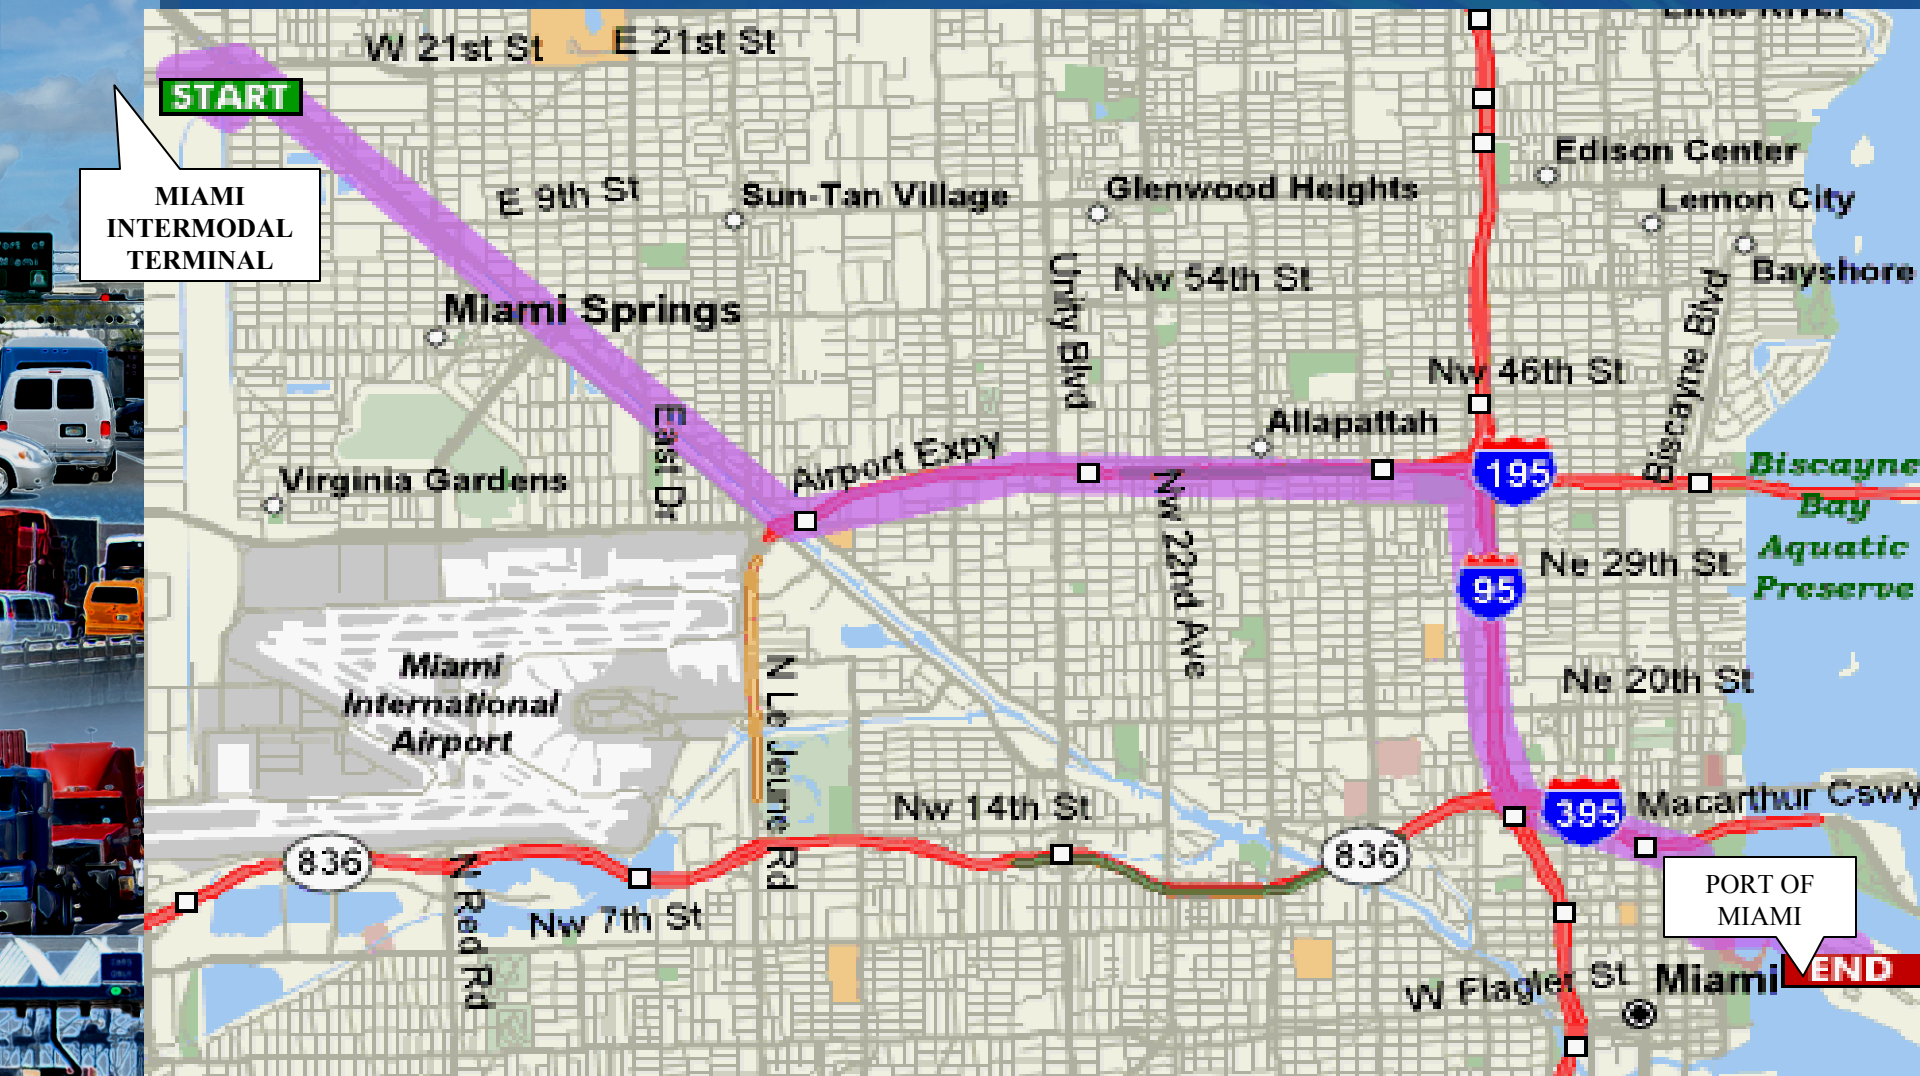 W 21st St
E 21st St
START
MIAMI
INTERMODAL
TERMINAL
E 9th St
Sun-Tan Village
Glenwood Heights
Edison Center
Lemon City
Bayshore
Miami Springs
Unity Blvd
Nw 54th St
Biscayne Blvd
Nw 46th St
Allapattah
East Dr
Airport Expy
Virginia Gardens
195
Biscayne
Bay
Aquatic
Preserve
Nw 22nd Ave
95
Ne 29th St
Miami
International
Airport
N Le Jeune Rd
Ne 20th St
Nw 14th St
395
Macarthur Cswy
836
836
N Red Rd
Nw 7th St
PORT OF
MIAMI
W Flagler St
Miami
END